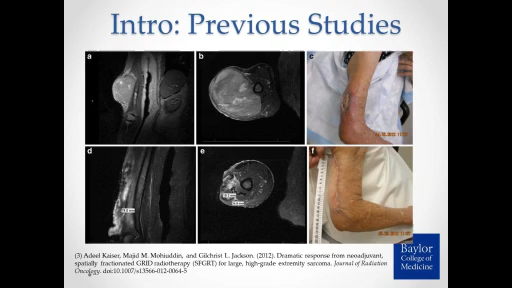 Intro: Previous Studies
a
b
c
d
e
f
(3) Adeel Kaiser, Majid M. Mohiuddin, and Gilchrist L. Jackson. (2012). Dramatic response from neoadjuvant,
spatially fractionated GRID radiotherapy (SFGRT) for large, high-grade extremity sarcoma. Journal of Radiation
Oncology. doi:10.1007/s13566-012-0064-5
Baylor
College of
Medicine